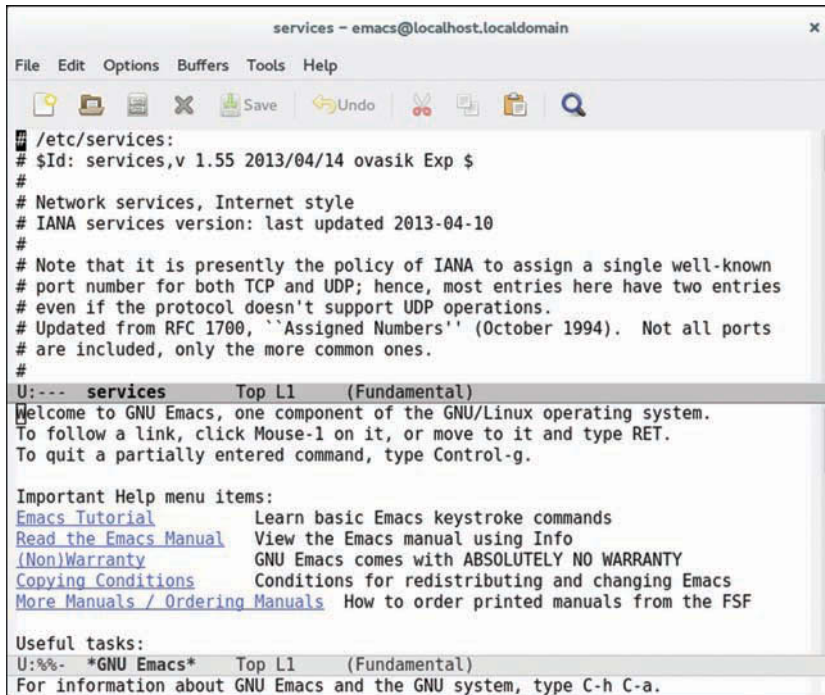 services – emacs@localhost.localdomain ×
File Edit Options Buffers Tools Help
Save Undo
# /etc/services:
# $Id: services,v 1.55 2013/04/14 ovasik Exp $
#
# Network services, Internet style
# IANA services version: last updated 2013-04-10
#
# Note that it is presently the policy of IANA to assign a single well-known
# port number for both TCP and UDP; hence, most entries here have two entries
# even if the protocol doesn't support UDP operations.
# Updated from RFC 1700, ``Assigned Numbers'' (October 1994).  Not all ports
# are included, only the more common ones.
#
U:---  services       Top L1     (Fundamental)
Welcome to GNU Emacs, one component of the GNU/Linux operating system.
To follow a link, click Mouse-1 on it, or move to it and type RET.
To quit a partially entered command, type Control-g.
Important Help menu items:
Emacs Tutorial          Learn basic Emacs keystroke commands
Read the Emacs Manual   View the Emacs manual using Info
(Non)Warranty           GNU Emacs comes with ABSOLUTELY NO WARRANTY
Copying Conditions      Conditions for redistributing and changing Emacs
More Manuals / Ordering Manuals  How to order printed manuals from the FSF
Useful tasks:
U:%%-  *GNU Emacs*    Top L1     (Fundamental)
For information about GNU Emacs and the GNU system, type C-h C-a.